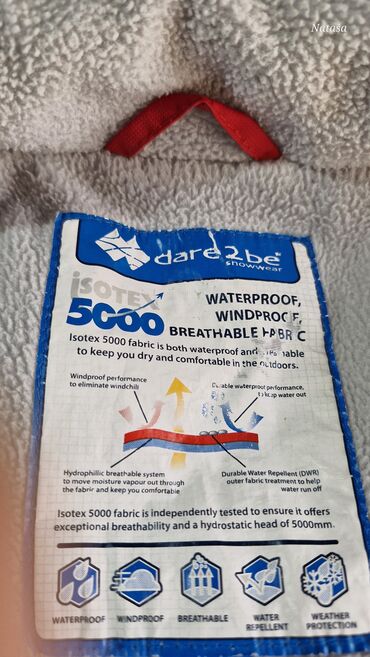 Natasa
dare2be®
snowwear
isotex
5000
WATERPROOF,
WINDPROOF,
BREATHABLE FABRIC
Isotex 5000 fabric is both waterproof and
to keep you dry and comfortable in the outdoors.
Windproof performance
to eliminate windchill
Durable waterproof performance,
to keep water out
Hydrophillic breathable system
to move moisture vapour out through
the fabric and keep you comfortable
Durable Water Repellent (DWR)
outer fabric treatment to help
water run off
Isotex 5000 fabric is independently tested to ensure it offers
exceptional breathability and a hydrostatic head of 5000mm.
WATERPROOF
WINDPROOF
BREATHABLE
WATER
REPELLENT
WEATHER
PROTECTION